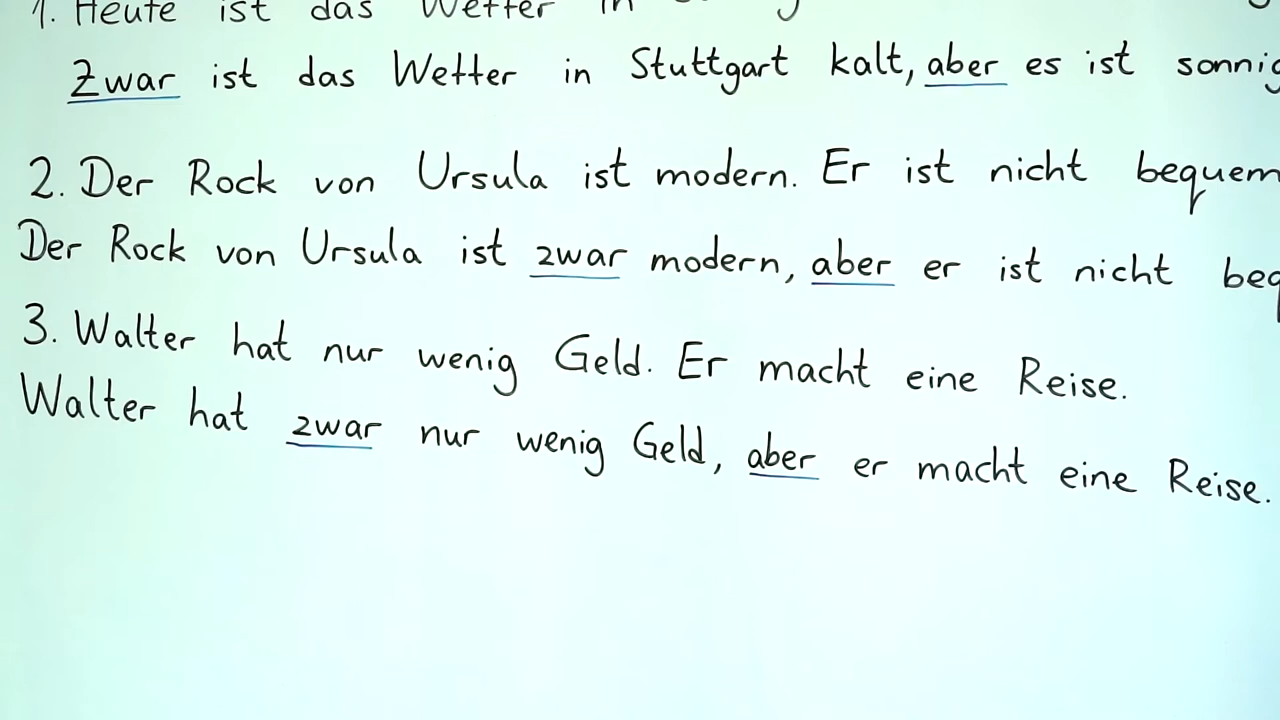 1. Heute ist das Wetter in
Zwar ist das Wetter in Stuttgart kalt, aber es ist sonnig
2. Der Rock von Ursula ist modern. Er ist nicht bequem
Der Rock von Ursula ist zwar modern, aber er ist nicht beq
3. Walter hat nur wenig Geld. Er macht eine Reise.
Walter hat zwar nur wenig Geld, aber er macht eine Reise.